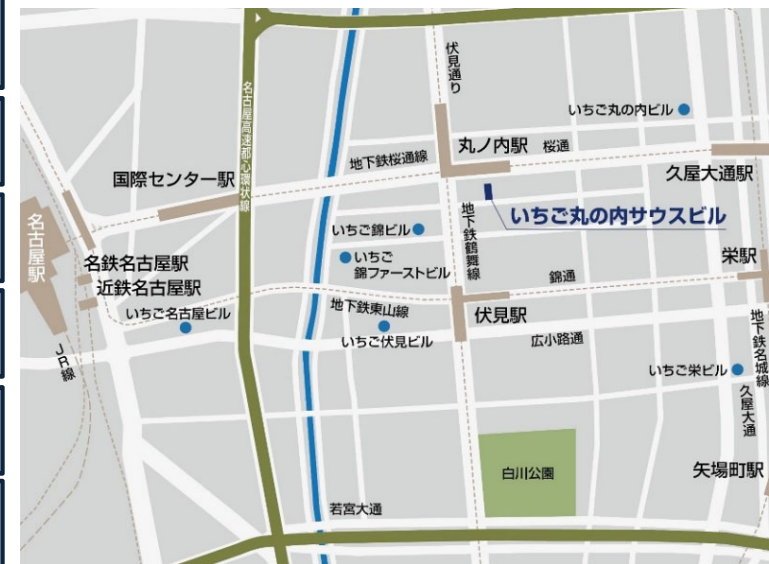 伏見通り
名古屋高速都心環状線
いちご丸の内ビル
丸ノ内駅
桜通
地下鉄桜通線
国際センター駅
久屋大通駅
地下鉄鶴舞線
いちご丸の内サウスビル
名古屋駅
いちご錦ビル
いちご
錦ファーストビル
栄駅
名鉄名古屋駅
近鉄名古屋駅
錦通
地下鉄東山線
伏見駅
いちご名古屋ビル
いちご伏見ビル
広小路通
地下鉄名城線
JR線
いちご栄ビル
久屋大通
白川公園
矢場町駅
若宮大通